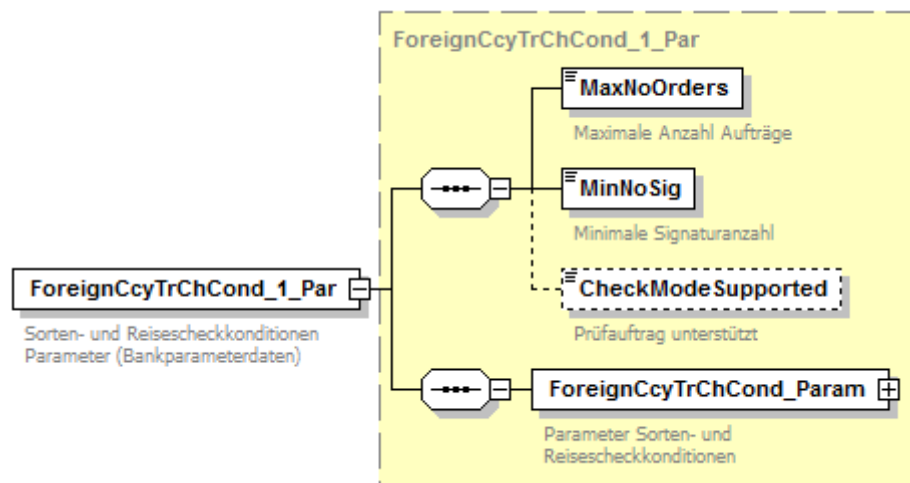 ForeignCcyTrChCond_1_Par
MaxNoOrders
Maximale Anzahl Aufträge
MinNoSig
Minimale Signaturanzahl
ForeignCcyTrChCond_1_Par
Sorten- und Reisescheckkonditionen
Parameter (Bankparameterdaten)
CheckModeSupported
Prüfauftrag unterstützt
ForeignCcyTrChCond_Param
Parameter Sorten- und
Reisescheckkonditionen